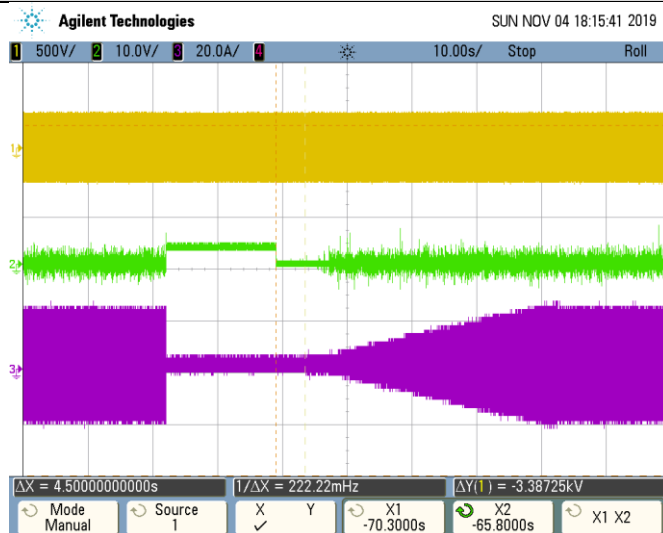 Agilent Technologies SUN NOV 04 18:15:41 2019
1 500V/ 2 10.0V/ 3 20.0A/ 4 10.00s/ Stop Roll
1
2
3
ΔX = 4.50000000000s 1/ΔX = 222.22mHz ΔY(1) = -3.38725kV
Mode Source X Y X1 X2 X1 X2
Manual 1 ✓ -70.3000s -65.8000s